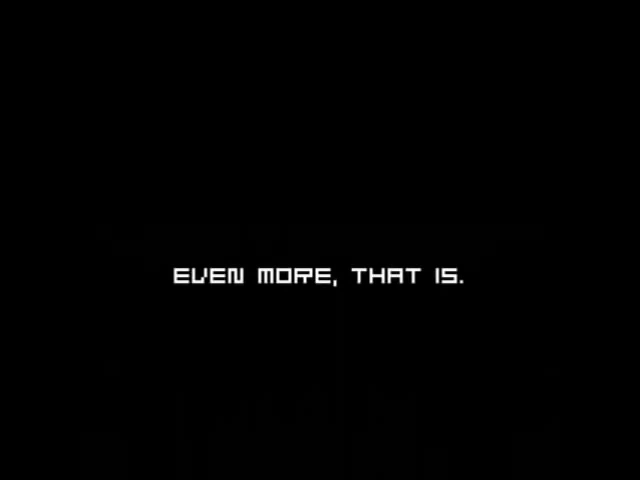 EVEN MORE, THAT IS.